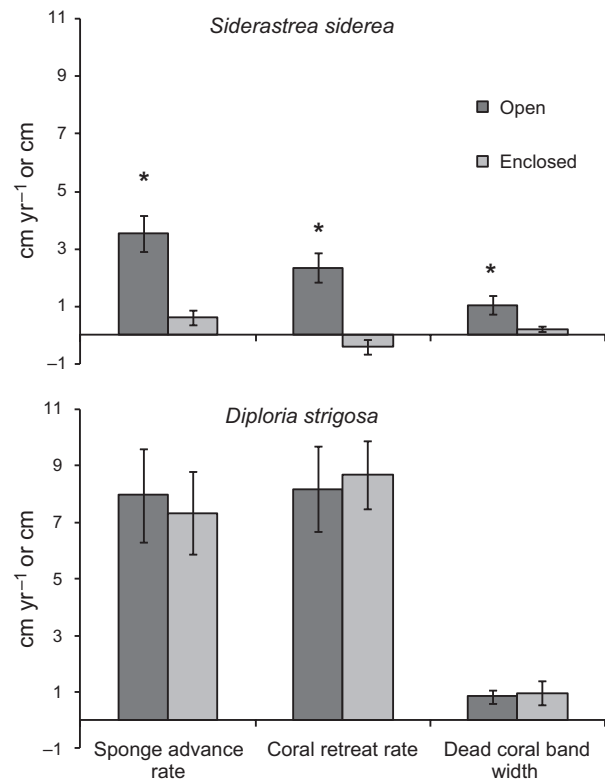 11
Siderastrea siderea
9
Open
7
Enclosed
5
*
*
3
*
1
–1
cm yr⁻¹ or cm
11
Diploria strigosa
9
7
5
3
1
–1
cm yr⁻¹ or cm
Sponge advance
rate
Coral retreat rate
Dead coral band
width